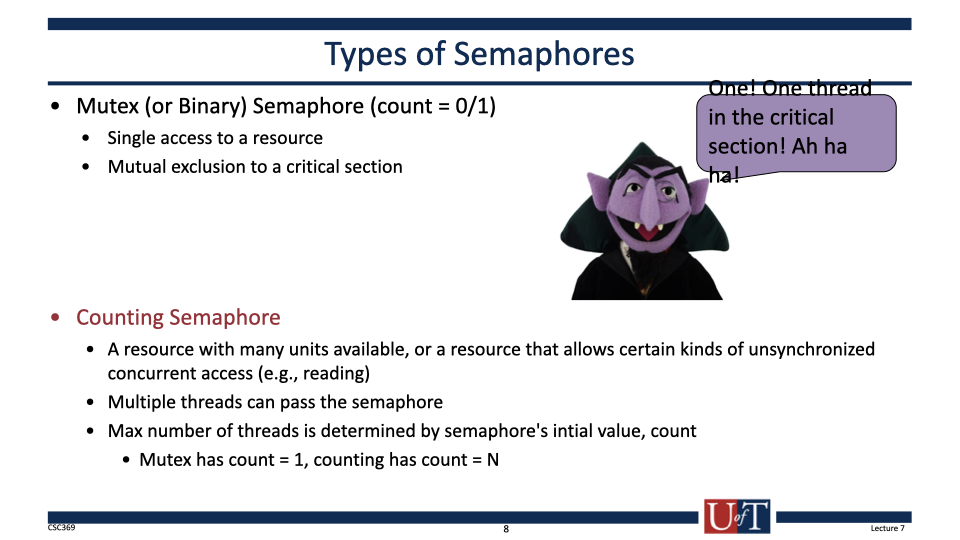 Types of Semaphores
• Mutex (or Binary) Semaphore (count = 0/1)
• Single access to a resource
• Mutual exclusion to a critical section
One! One thread
in the critical
section! Ah ha
ha!
• Counting Semaphore
• A resource with many units available, or a resource that allows certain kinds of unsynchronized
concurrent access (e.g., reading)
• Multiple threads can pass the semaphore
• Max number of threads is determined by semaphore's intial value, count
• Mutex has count = 1, counting has count = N
CSC369
8
U of T
Lecture 7